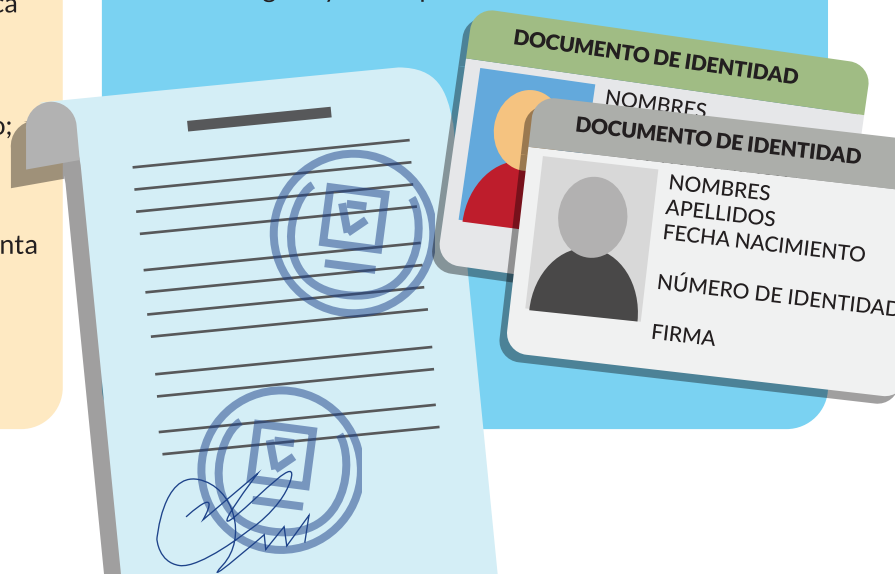 DOCUMENTO DE IDENTIDAD
NOMBRES
DOCUMENTO DE IDENTIDAD
NOMBRES
APELLIDOS
FECHA NACIMIENTO
NÚMERO DE IDENTIDAD
FIRMA